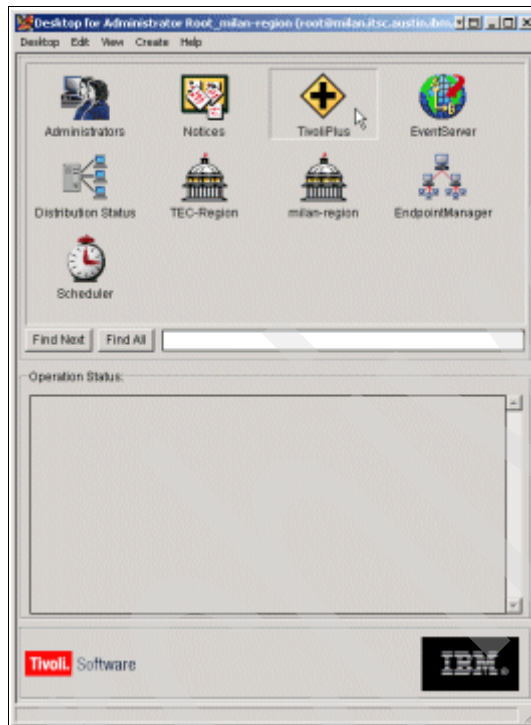 Desktop for Administrator Root_milan-region (root@milan.itsc.austin.ibm.
Desktop Edit View Create Help
Administrators Notices TivoliPlus EventServer
Distribution Status TEC-Region milan-region EndpointManager
Scheduler
Find Next Find All
Operation Status:
Tivoli. Software IBM